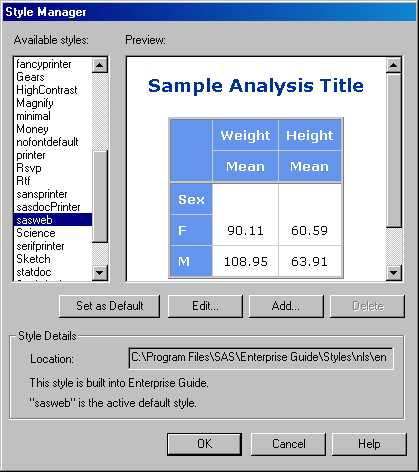 Style Manager
Available styles:
Preview:
fancyprinter
Gears
HighContrast
Magnify
minimal
Money
nofontdefault
printer
Rsvp
Rtf
sansprinter
sasdocPrinter
sasweb
Science
serifprinter
Sketch
statdoc
Sample Analysis Title
Weight Height
Mean Mean
Sex
F 90.11 60.59
M 108.95 63.91
Set as Default Edit... Add... Delete
Style Details
Location: C:\Program Files\SAS\Enterprise Guide\Styles\nls\en
This style is built into Enterprise Guide.
"sasweb" is the active default style.
OK Cancel Help